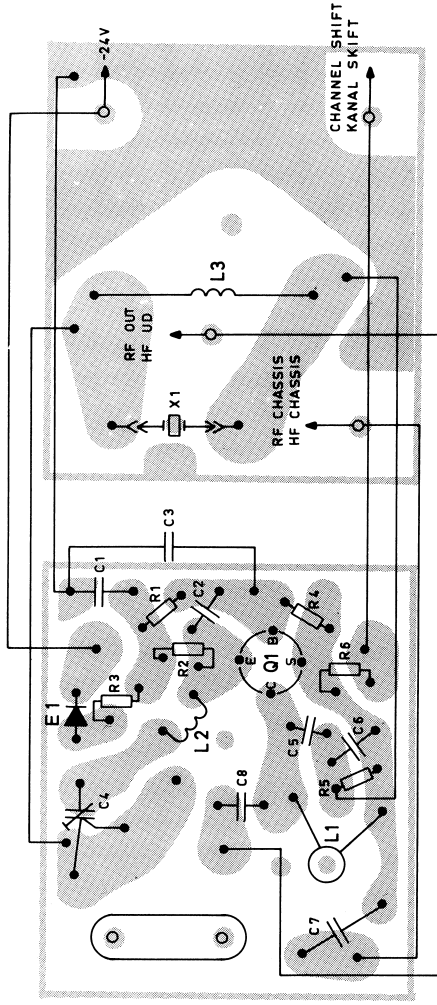 -24V
CHANNEL SHIFT
KANAL SKIFT
L3
RF OUT
HF UD
X1
RF CHASSIS
HF CHASSIS
C3
C1
R1
C2
R4
E1
R3
R2
E
B
Q1
C
S
R6
C4
L2
C5
C6
C8
R5
L1
C7